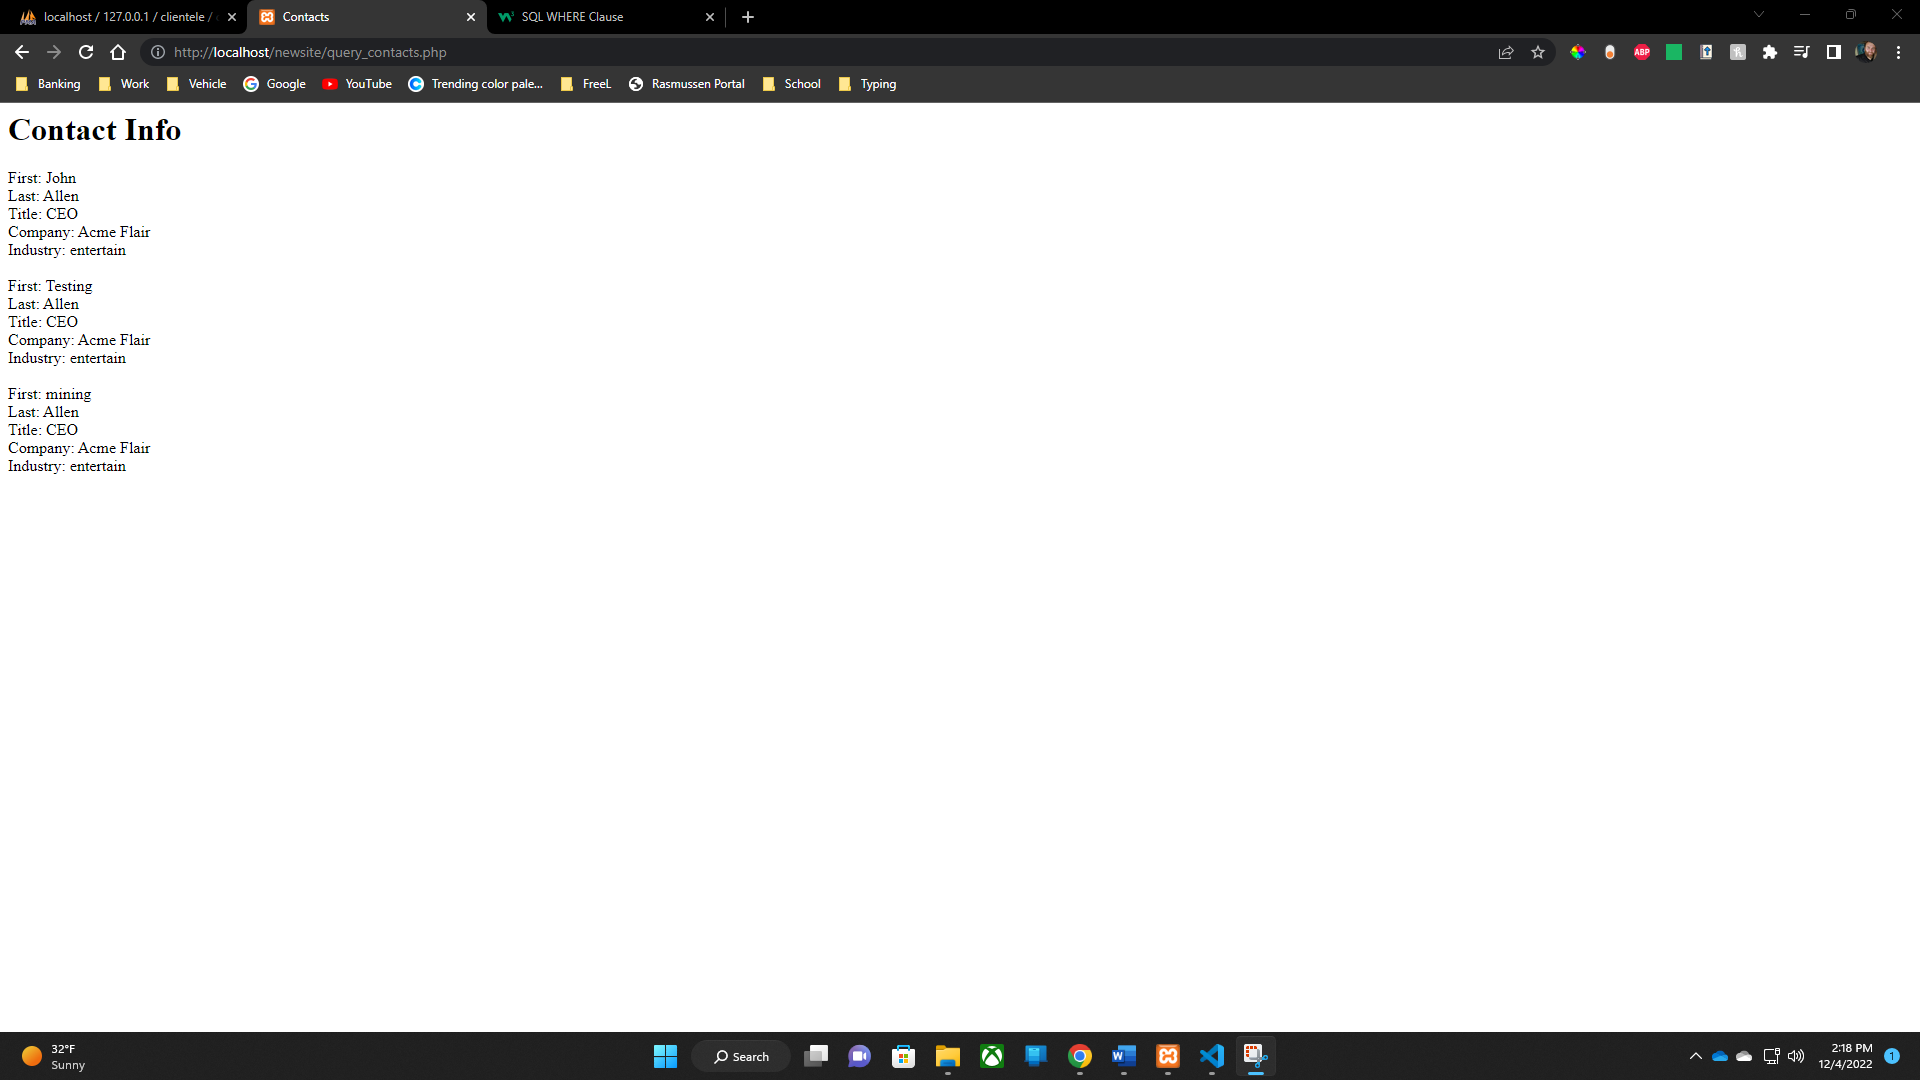 localhost / 127.0.0.1 / clientele /
Contacts
SQL WHERE Clause
http://localhost/newsite/query_contacts.php
ABP
Banking
Work
Vehicle
Google
YouTube
Trending color pale...
FreeL
Rasmussen Portal
School
Typing
Contact Info
First: John
Last: Allen
Title: CEO
Company: Acme Flair
Industry: entertain
First: Testing
Last: Allen
Title: CEO
Company: Acme Flair
Industry: entertain
First: mining
Last: Allen
Title: CEO
Company: Acme Flair
Industry: entertain
32°F
Sunny
Search
2:18 PM
12/4/2022
1